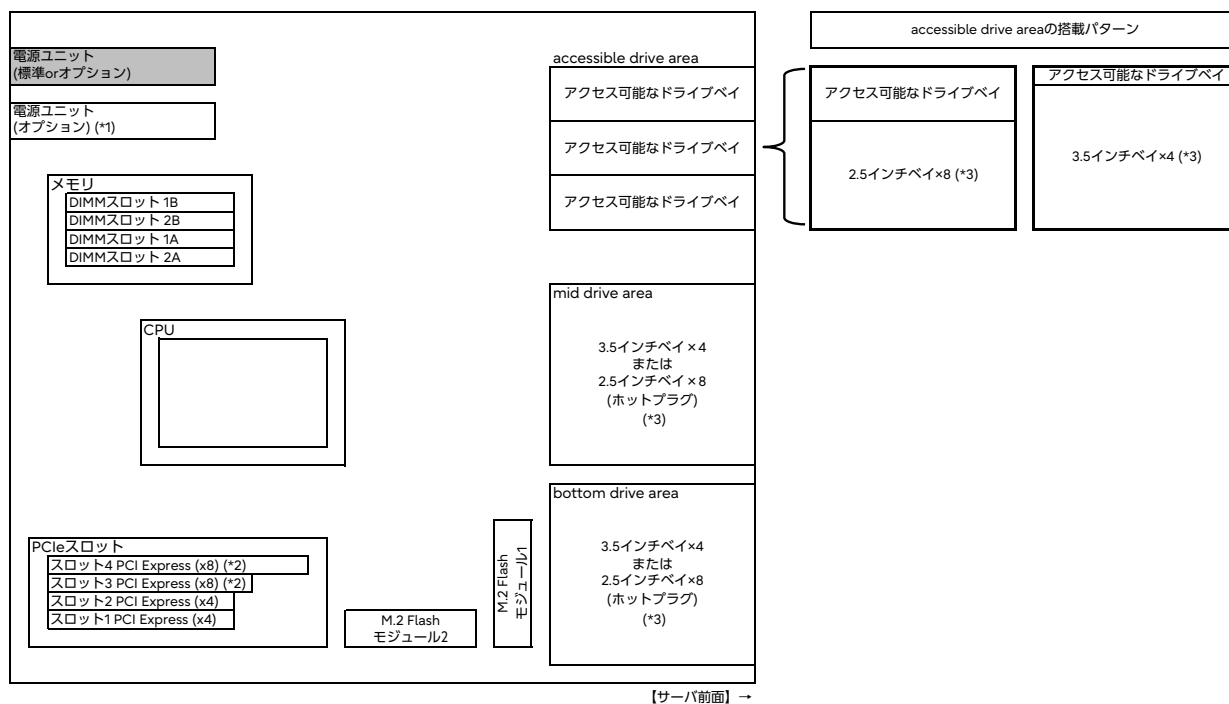 電源ユニット
(標準orオプション)
電源ユニット
(オプション) (*1)
メモリ
DIMMスロット 1B
DIMMスロット 2B
DIMMスロット 1A
DIMMスロット 2A
CPU
PCIeスロット
スロット4 PCI Express (x8) (*2)
スロット3 PCI Express (x8) (*2)
スロット2 PCI Express (x4)
スロット1 PCI Express (x4)
M.2 Flash
モジュール2
M.2 Flash
モジュール1
accessible drive area
アクセス可能なドライブベイ
アクセス可能なドライブベイ
アクセス可能なドライブベイ
mid drive area
3.5インチベイ×4
または
2.5インチベイ×8
(ホットプラグ)
(*3)
bottom drive area
3.5インチベイ×4
または
2.5インチベイ×8
(ホットプラグ)
(*3)
【サーバ前面】→
accessible drive areaの搭載パターン
アクセス可能なドライブベイ
2.5インチベイ×8 (*3)
アクセス可能なドライブベイ
3.5インチベイ×4 (*3)